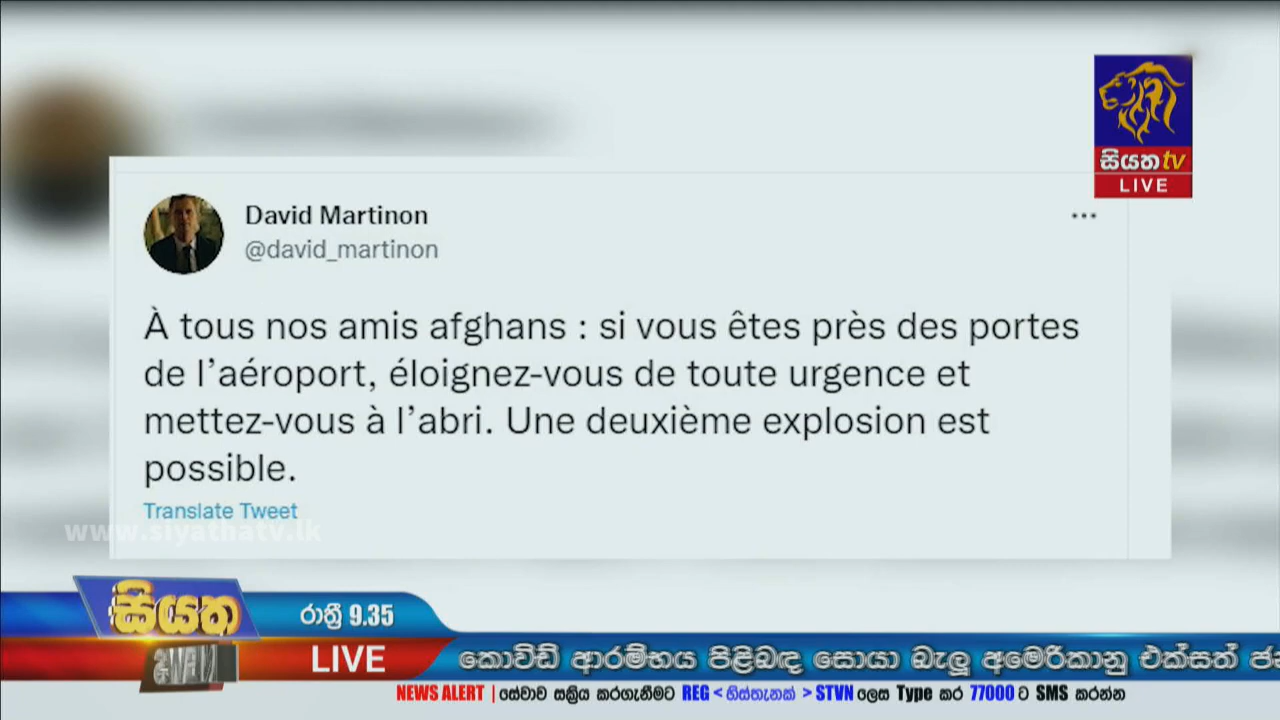 සියත tv
LIVE
David Martinon
@david_martinon
À tous nos amis afghans : si vous êtes près des portes
de l’aéroport, éloignez-vous de toute urgence et
mettez-vous à l’abri. Une deuxième explosion est
possible.
Translate Tweet
www.siyathatv.lk
සියත
රාත්‍රී 9.35
LIVE
කොවිඩ් ආරම්භය පිළිබඳ සොයා බැලූ අමෙරිකානු එක්සත්
NEWS ALERT | සේවාව සක්‍රිය කරගැනීමට REG < හිස්තැනක් > STVN ලෙස Type කර 77000 ට SMS කරන්න